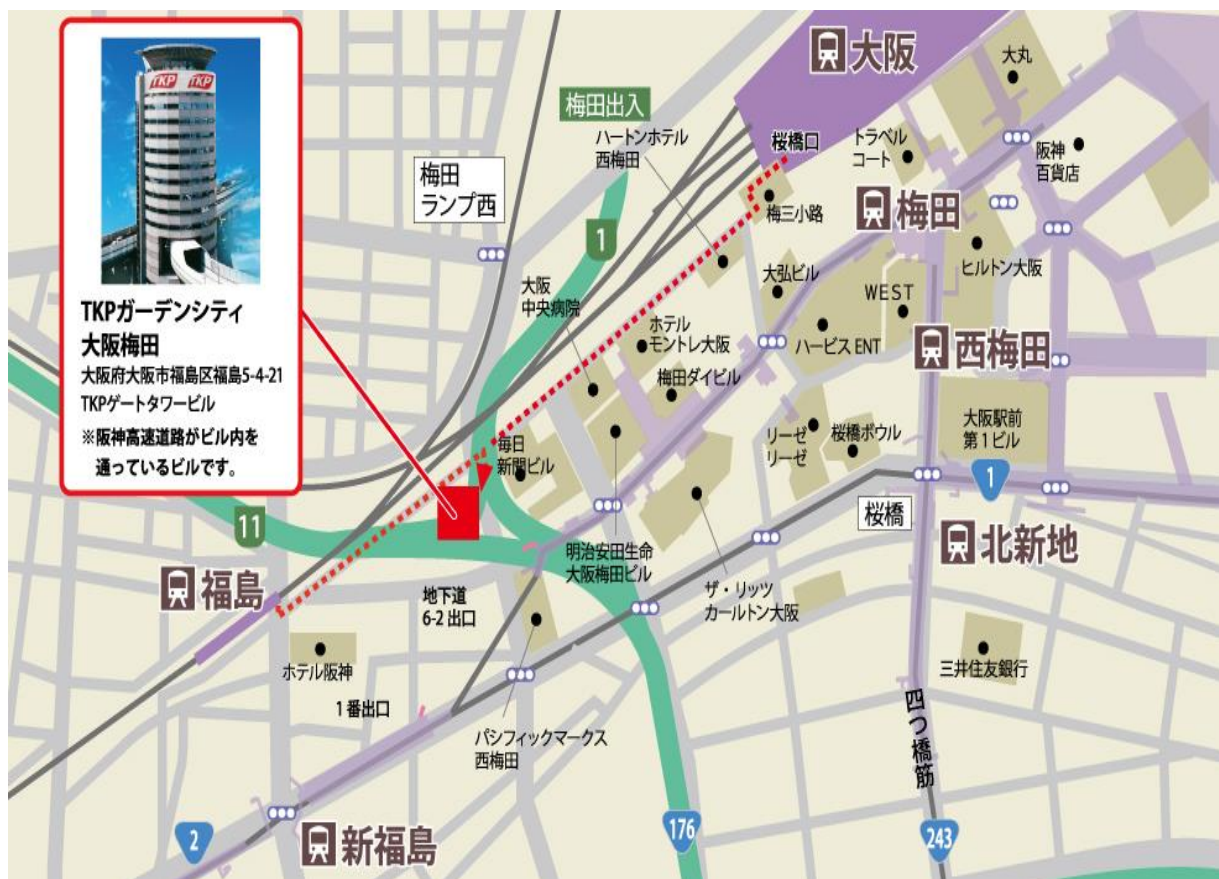 TKP TKP
TKPガーデンシティ
大阪梅田
大阪府大阪市福島区福島5-4-21
TKPゲートタワービル
※阪神高速道路がビル内を
通っているビルです。
大阪
大丸
梅田出入
ハートンホテル
西梅田
桜橋口
トラベル
コート
阪神
百貨店
梅田
ランプ西
梅三小路
梅田
1
大弘ビル
ヒルトン大阪
大阪
中央病院
WEST
ホテル
モントレ大阪
ハービス ENT
西梅田
梅田ダイビル
毎日
新聞ビル
リーゼ
リーゼ
桜橋ボウル
大阪駅前
第1ビル
1
11
桜橋
北新地
明治安田生命
大阪梅田ビル
ザ・リッツ
カールトン大阪
福島
地下道
6-2 出口
ホテル阪神
三井住友銀行
1番出口
パシフィックマークス
西梅田
四つ橋筋
2
新福島
176
243